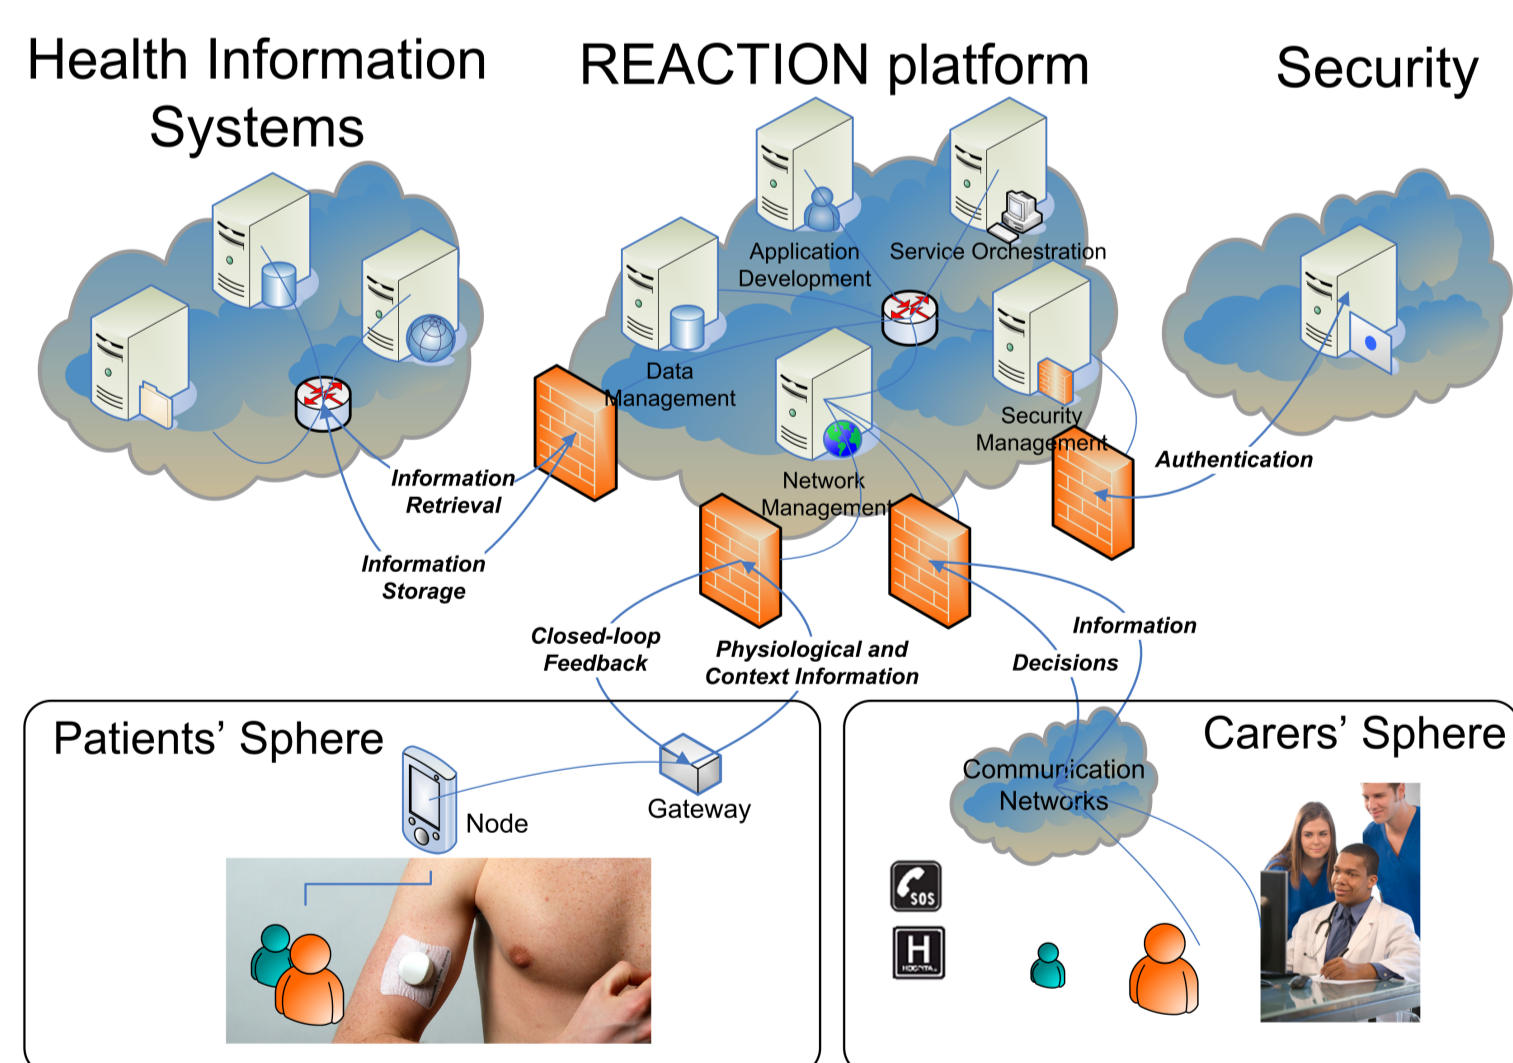 Health Information
Systems
REACTION platform
Security
Application
Development
Service Orchestration
Data
Management
Network
Management
Security
Management
Authentication
Information
Retrieval
Information
Storage
Closed-loop
Feedback
Physiological and
Context Information
Information
Decisions
Patients’ Sphere
Node
Gateway
Carers’ Sphere
Communication
Networks
SOS
H